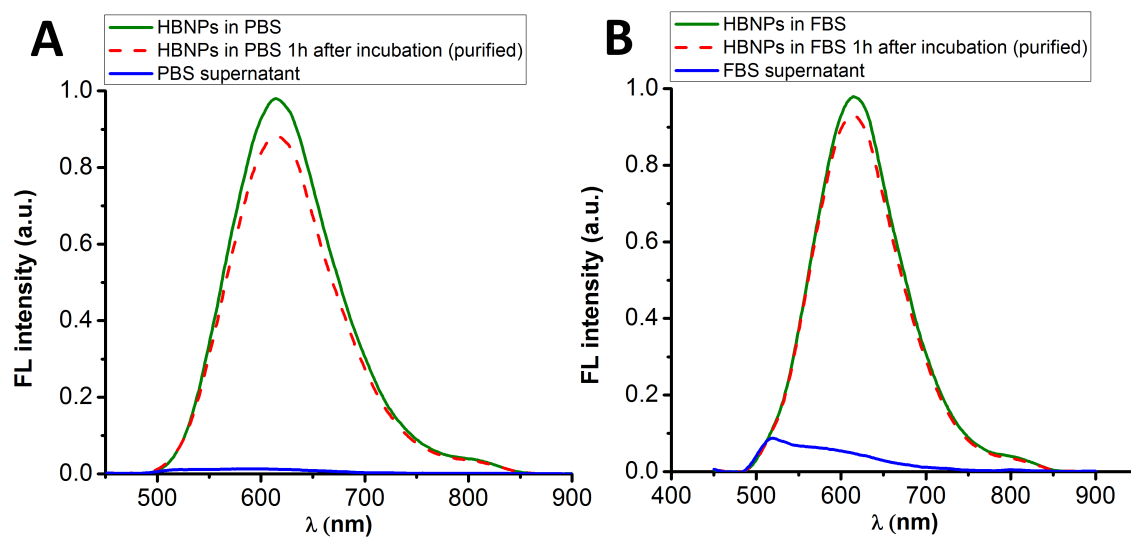 A
HBNPs in PBS
HBNPs in PBS 1h after incubation (purified)
PBS supernatant
1.0
0.8
0.6
0.4
0.2
0.0
FL intensity (a.u.)
500 600 700 800 900
λ (nm)
B
HBNPs in FBS
HBNPs in FBS 1h after incubation (purified)
FBS supernatant
1.0
0.8
0.6
0.4
0.2
0.0
FL intensity (a.u.)
400 500 600 700 800 900
λ (nm)